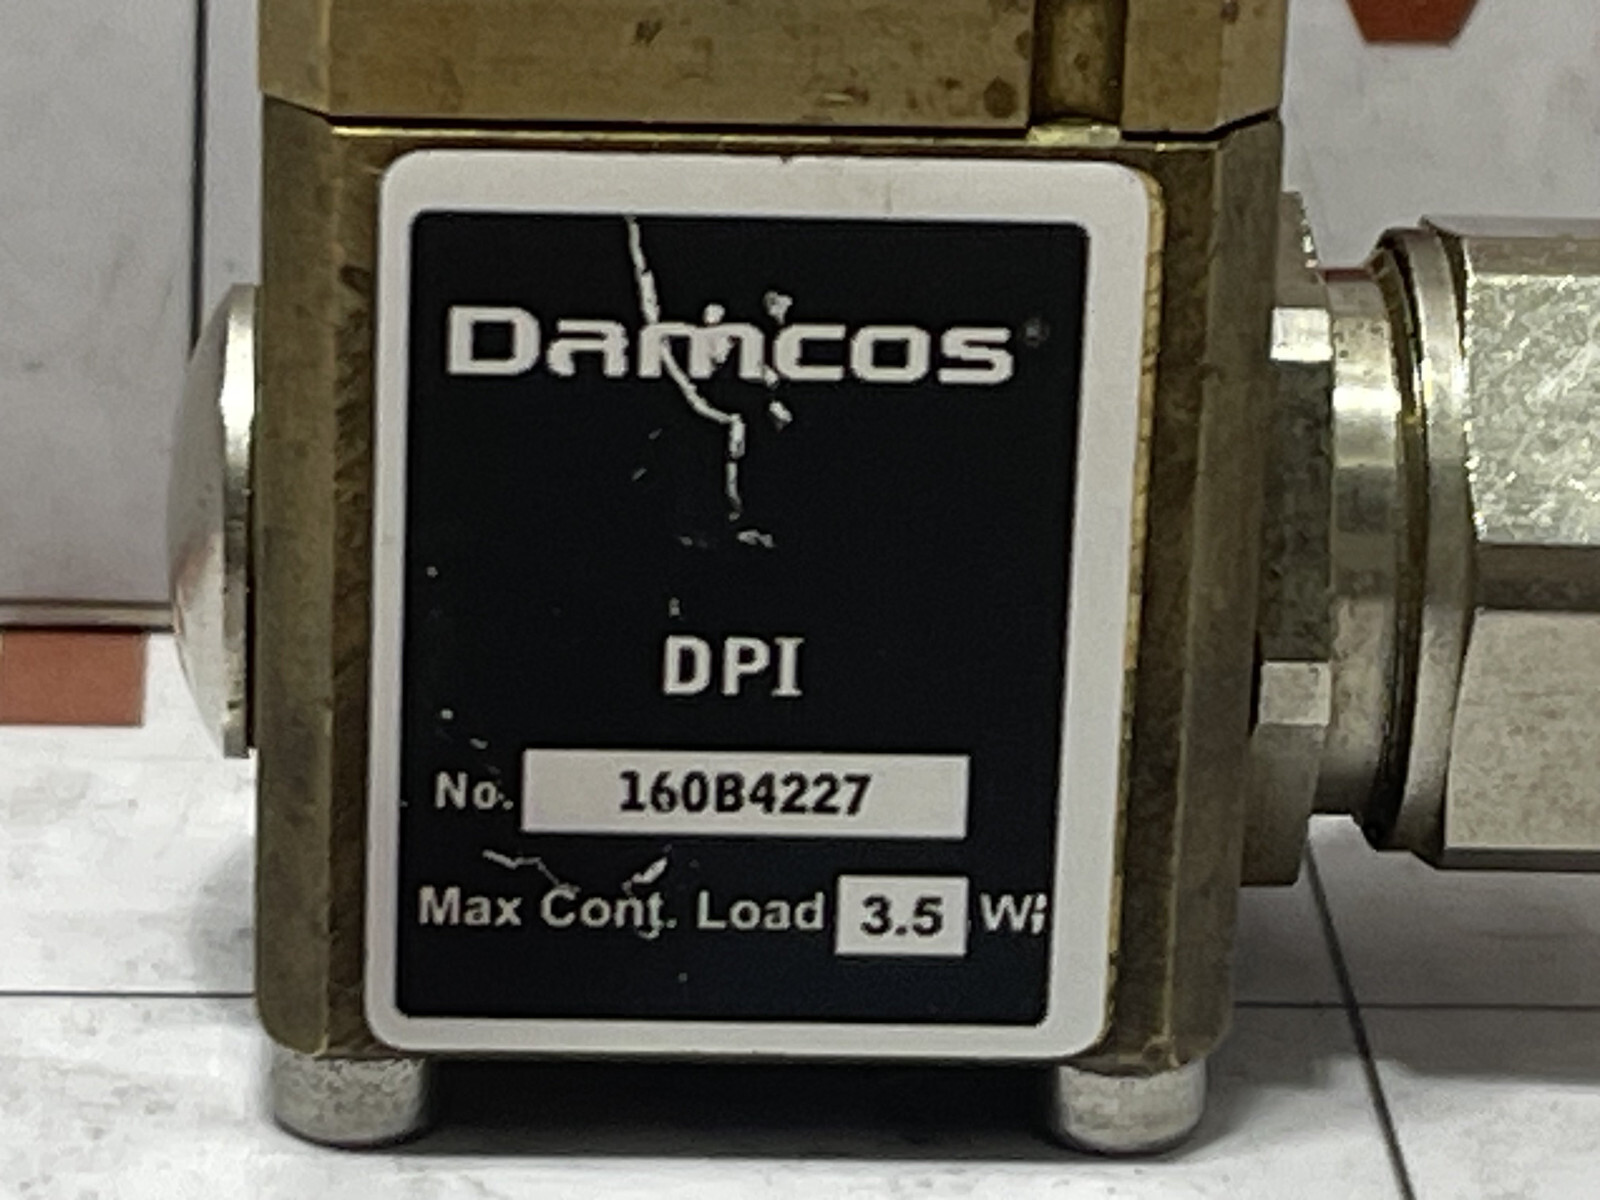 Damcos®
DPI
No. 160B4227
Max Cont. Load 3.5 W